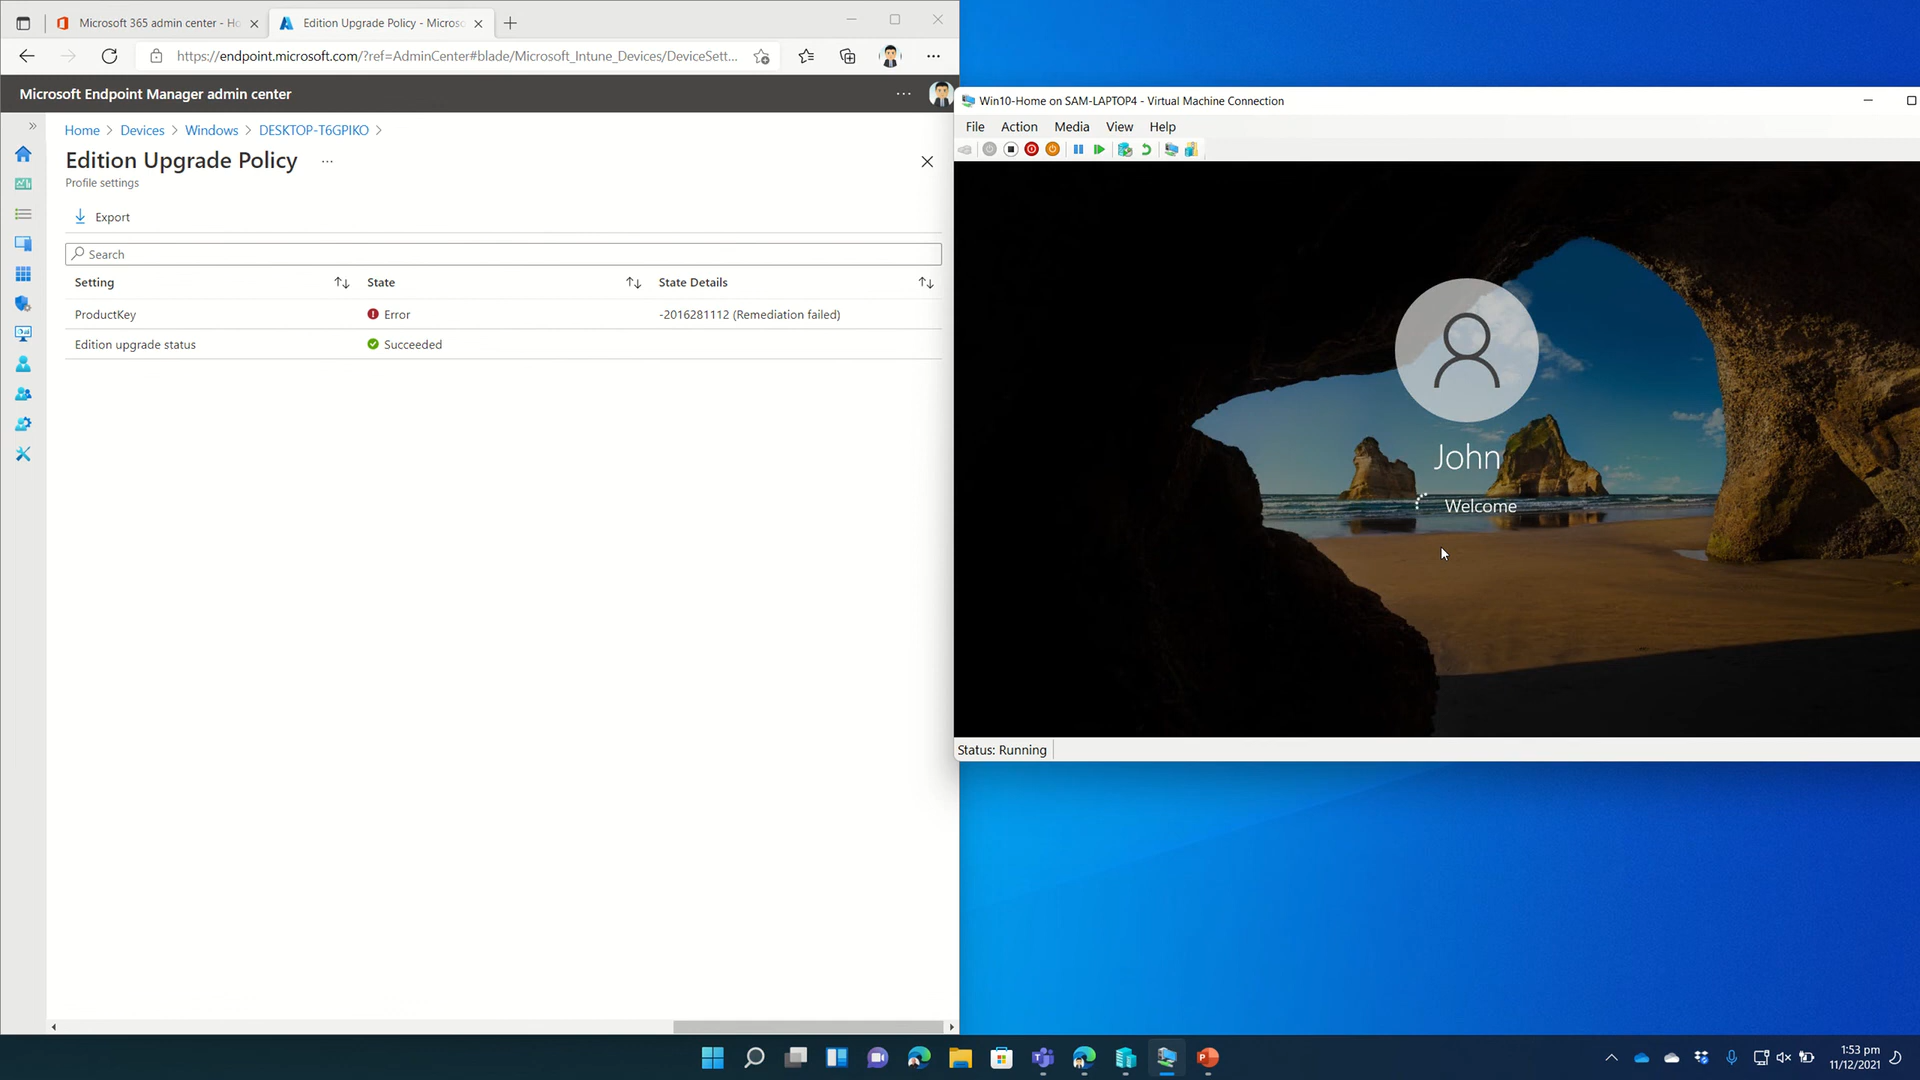 Microsoft 365 admin center - Ho
Edition Upgrade Policy - Microso
https://endpoint.microsoft.com/?ref=AdminCenter#blade/Microsoft_Intune_Devices/DeviceSett...
Microsoft Endpoint Manager admin center
Home > Devices > Windows > DESKTOP-T6GPIKO >
Edition Upgrade Policy ...
Profile settings
Export
Search
Setting State State Details
ProductKey Error -2016281112 (Remediation failed)
Edition upgrade status Succeeded
Win10-Home on SAM-LAPTOP4 - Virtual Machine Connection
File Action Media View Help
John
Welcome
Status: Running
1:53 pm
11/12/2021